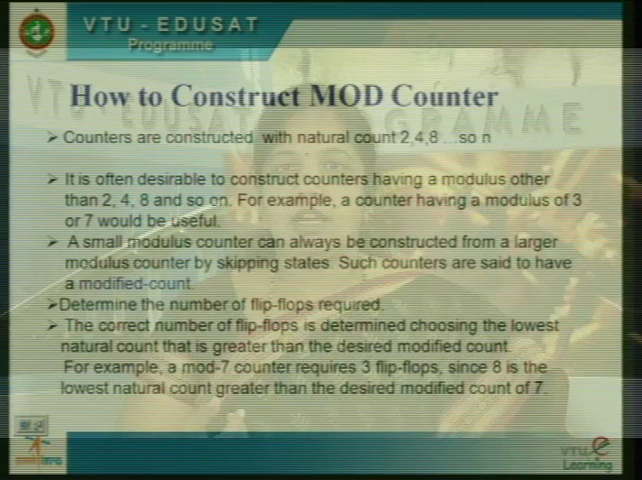 VTU - EDUSAT
Programme
VTU EDUSAT PROGRAMME
How to Construct MOD Counter
➤ Counters are constructed with natural count 2,4,8 ...so n
➤ It is often desirable to construct counters having a modulus other
than 2, 4, 8 and so on. For example, a counter having a modulus of 3
or 7 would be useful.
➤ A small modulus counter can always be constructed from a larger
modulus counter by skipping states. Such counters are said to have
a modified-count.
➤Determine the number of flip-flops required.
➤ The correct number of flip-flops is determined choosing the lowest
natural count that is greater than the desired modified count.
For example, a mod-7 counter requires 3 flip-flops, since 8 is the
lowest natural count greater than the desired modified count of 7.
VTU e
Learning